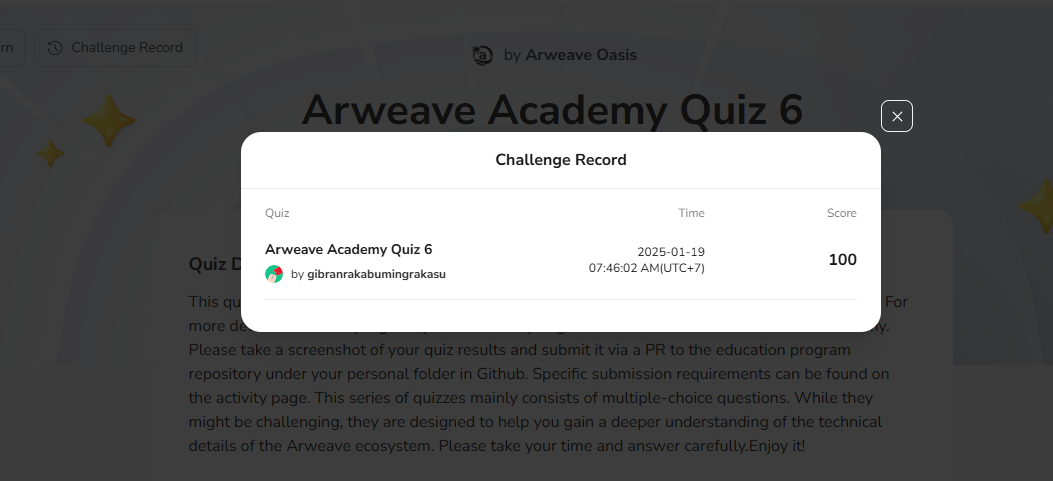 rn
Challenge Record
by Arweave Oasis
Arweave Academy Quiz 6
Challenge Record
Quiz
Time
Score
Arweave Academy Quiz 6
by gibranrakabumingrakasu
2025-01-19
07:46:02 AM(UTC+7)
100
Quiz D
This qu
For
more de
Please take a screenshot of your quiz results and submit it via a PR to the education program
repository under your personal folder in Github. Specific submission requirements can be found on
the activity page. This series of quizzes mainly consists of multiple-choice questions. While they
might be challenging, they are designed to help you gain a deeper understanding of the technical
details of the Arweave ecosystem. Please take your time and answer carefully.Enjoy it!